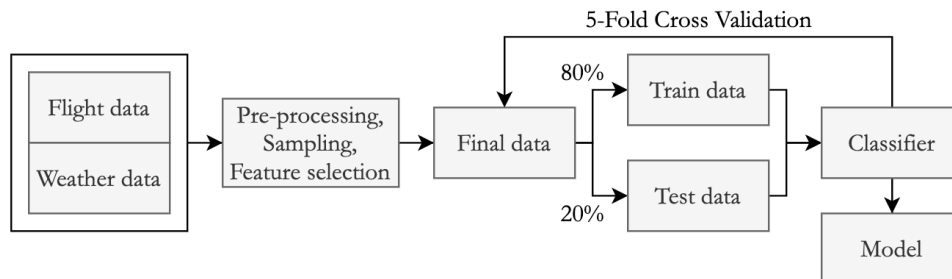 5-Fold Cross Validation
Flight data
Weather data
Pre-processing,
Sampling,
Feature selection
Final data
80%
20%
Train data
Test data
Classifier
Model